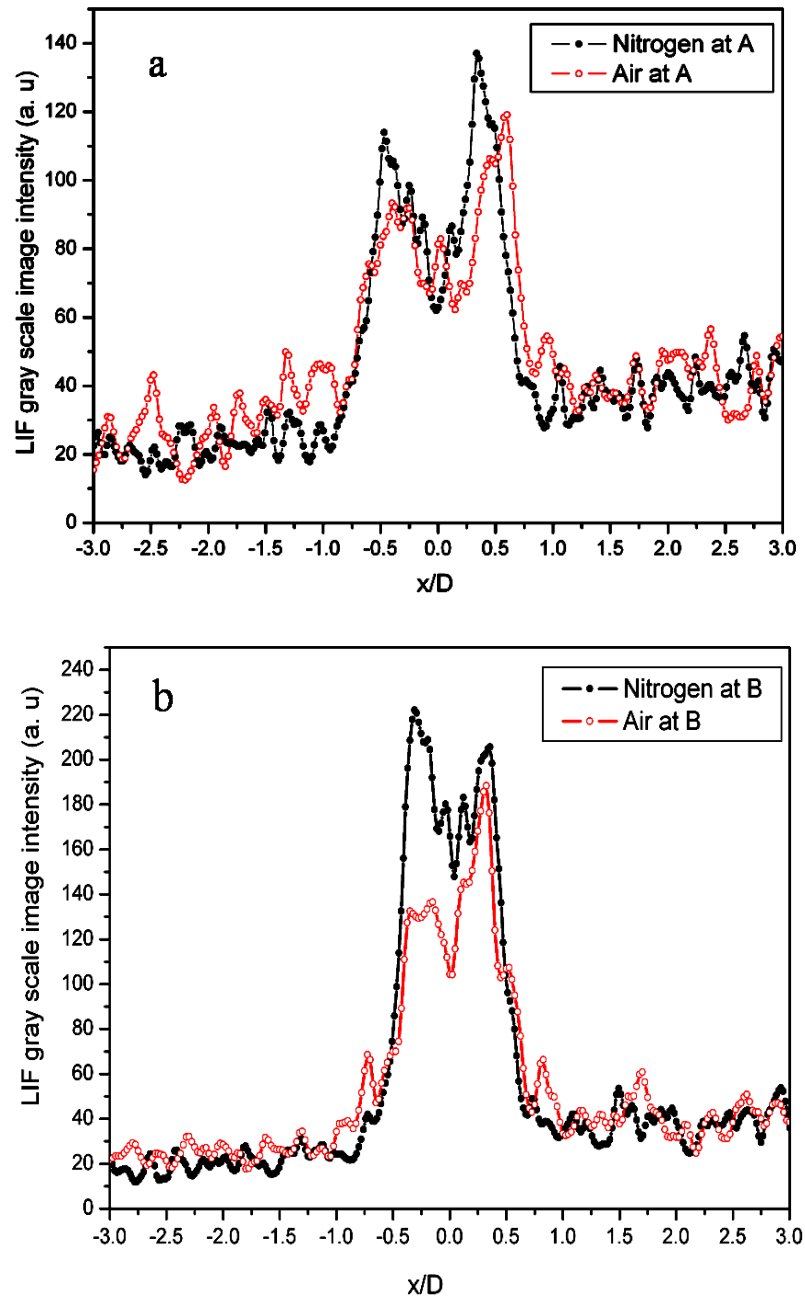 a
Nitrogen at A
Air at A
LIF gray scale image intensity (a. u)
140
120
100
80
60
40
20
0
-3.0 -2.5 -2.0 -1.5 -1.0 -0.5 0.0 0.5 1.0 1.5 2.0 2.5 3.0
x/D
b
Nitrogen at B
Air at B
LIF gray scale image intensity (a. u)
240
220
200
180
160
140
120
100
80
60
40
20
0
-3.0 -2.5 -2.0 -1.5 -1.0 -0.5 0.0 0.5 1.0 1.5 2.0 2.5 3.0
x/D